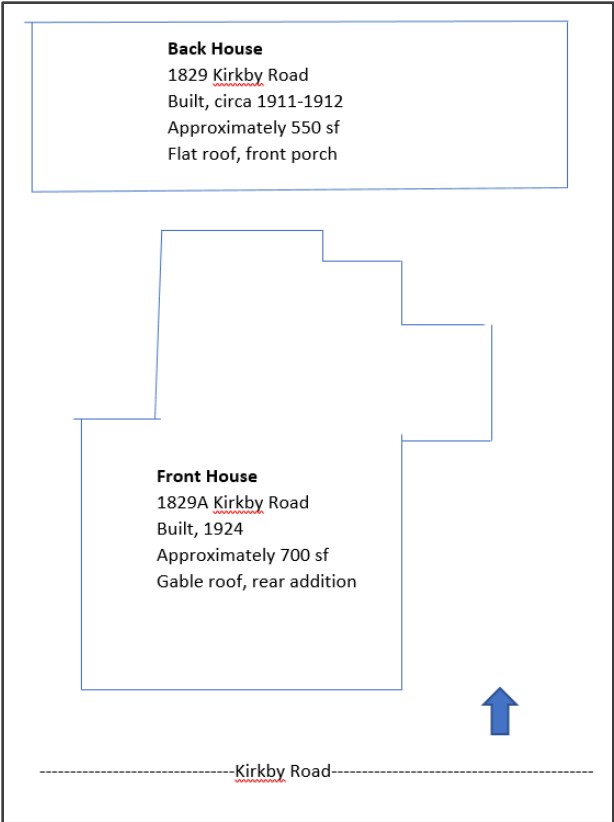 Back House
1829 Kirkby Road
Built, circa 1911-1912
Approximately 550 sf
Flat roof, front porch
Front House
1829A Kirkby Road
Built, 1924
Approximately 700 sf
Gable roof, rear addition
--------------------------------Kirkby Road-------------------------------------------